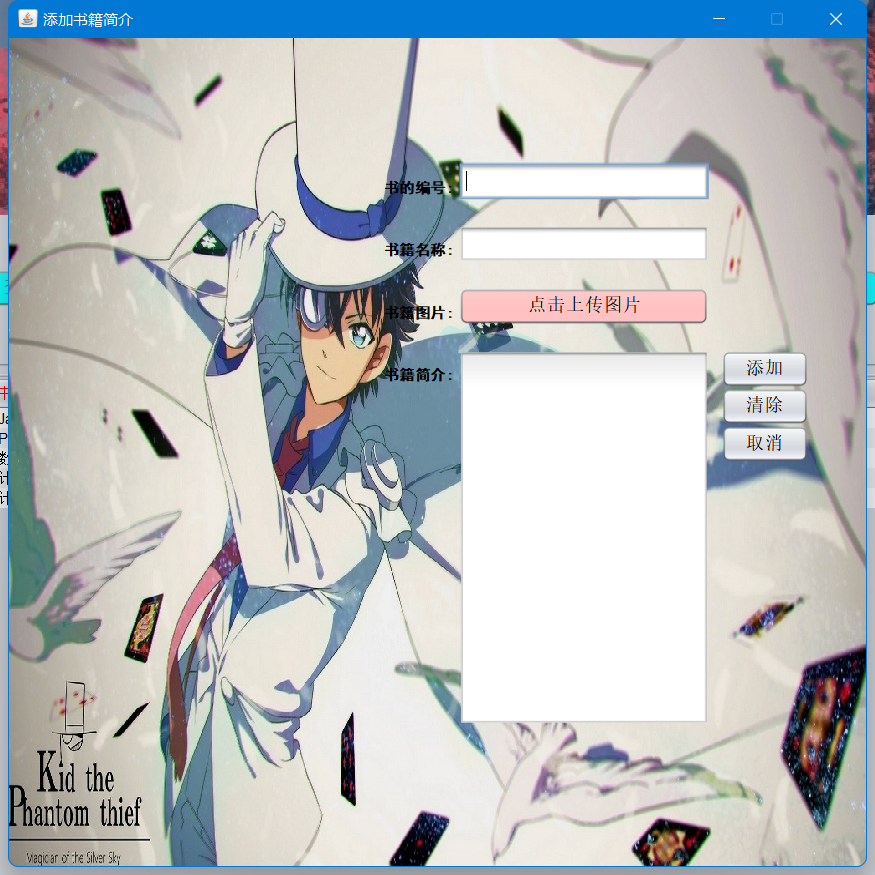 添加书籍简介
书的编号:
书籍名称:
书籍图片:
点击上传图片
书籍简介:
添加
清除
取消
Kid the
Phantom thief
Magician of the Silver Sky